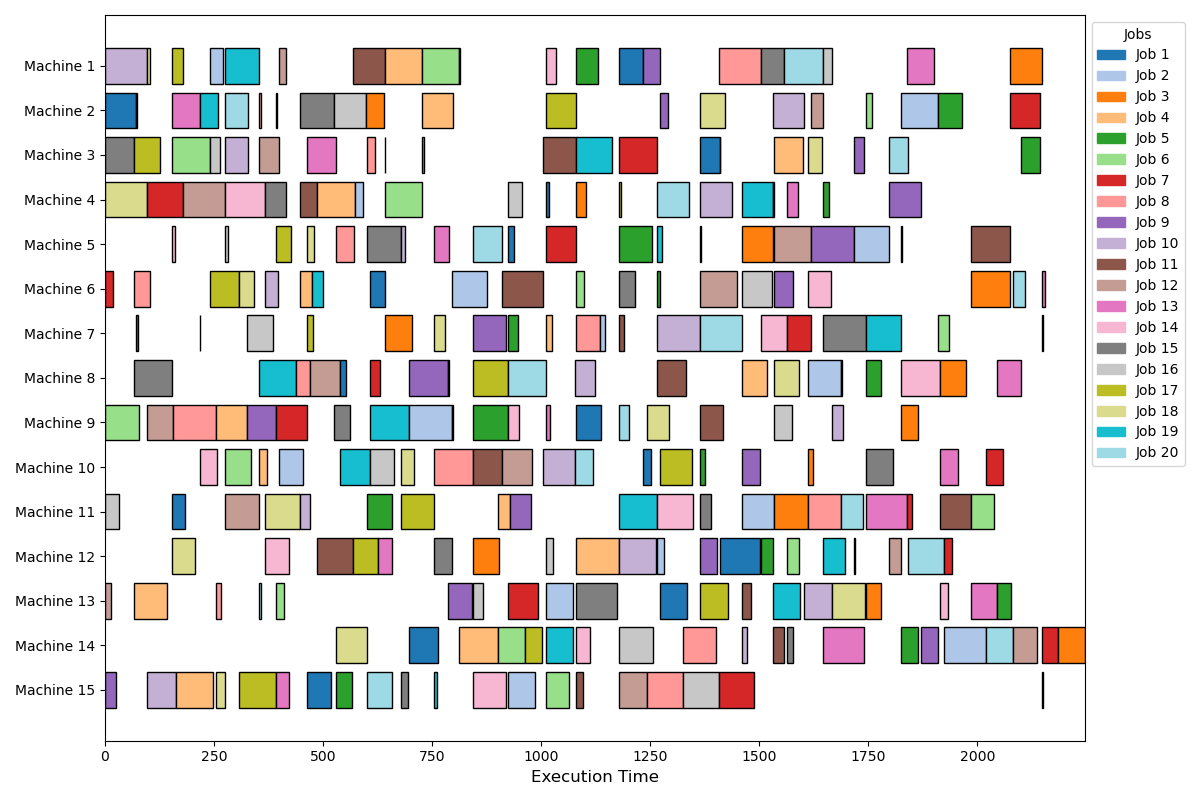 Machine 1
Machine 2
Machine 3
Machine 4
Machine 5
Machine 6
Machine 7
Machine 8
Machine 9
Machine 10
Machine 11
Machine 12
Machine 13
Machine 14
Machine 15
0 250 500 750 1000 1250 1500 1750 2000
Execution Time
Jobs
Job 1
Job 2
Job 3
Job 4
Job 5
Job 6
Job 7
Job 8
Job 9
Job 10
Job 11
Job 12
Job 13
Job 14
Job 15
Job 16
Job 17
Job 18
Job 19
Job 20